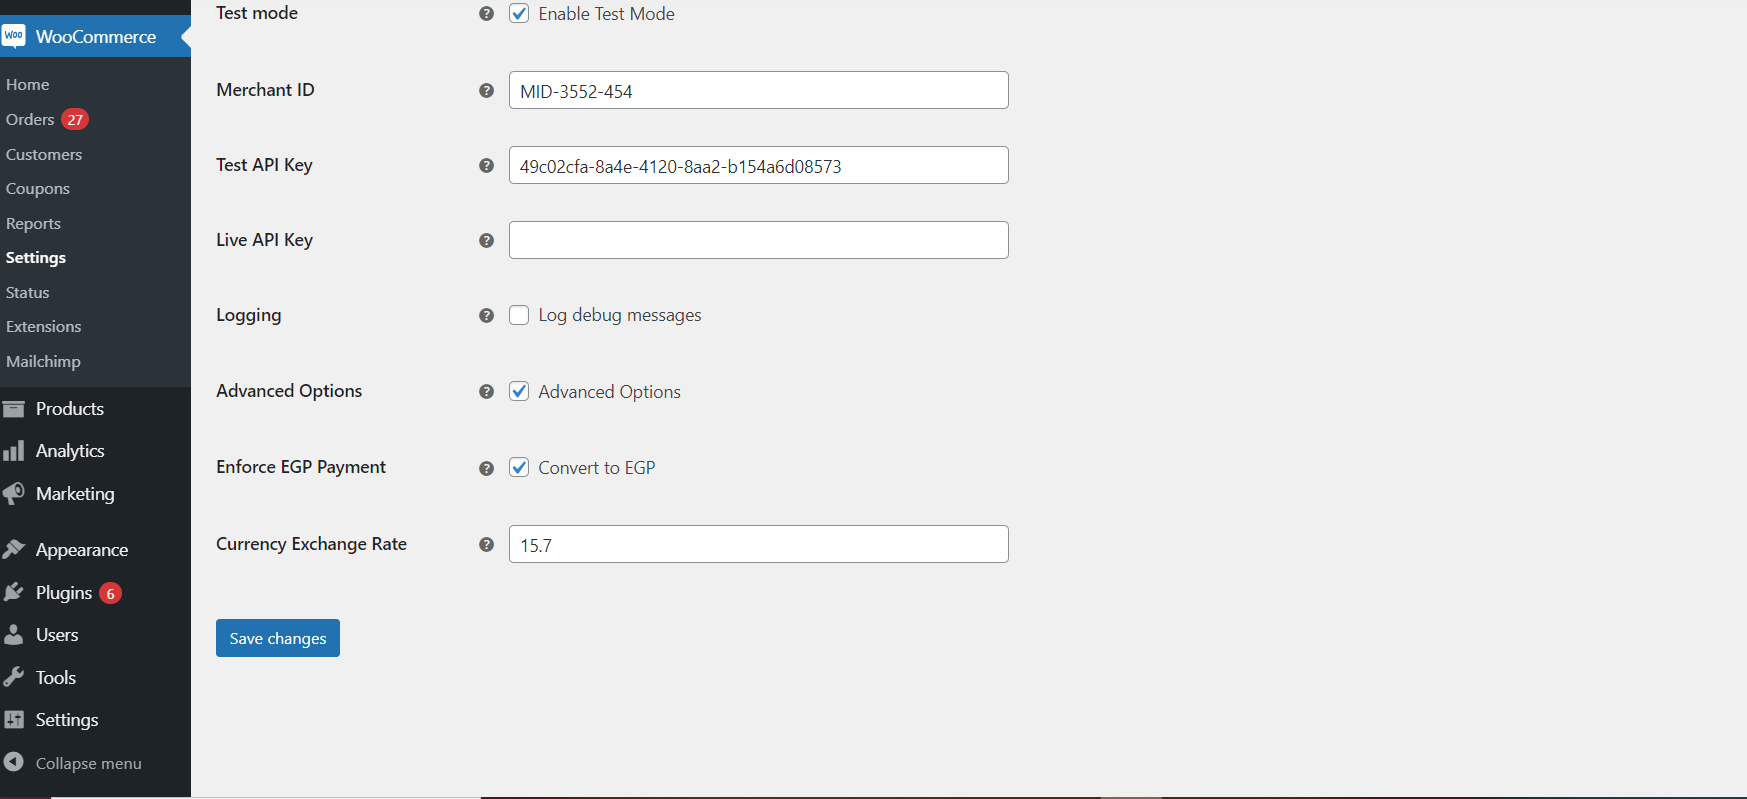 Woo WooCommerce
Home
Orders 27
Customers
Coupons
Reports
Settings
Status
Extensions
Mailchimp
Products
Analytics
Marketing
Appearance
Plugins 6
Users
Tools
Settings
Collapse menu
Test mode ? Enable Test Mode
Merchant ID ? MID-3552-454
Test API Key ? 49c02cfa-8a4e-4120-8aa2-b154a6d08573
Live API Key ?
Logging ? Log debug messages
Advanced Options ? Advanced Options
Enforce EGP Payment ? Convert to EGP
Currency Exchange Rate ? 15.7
Save changes